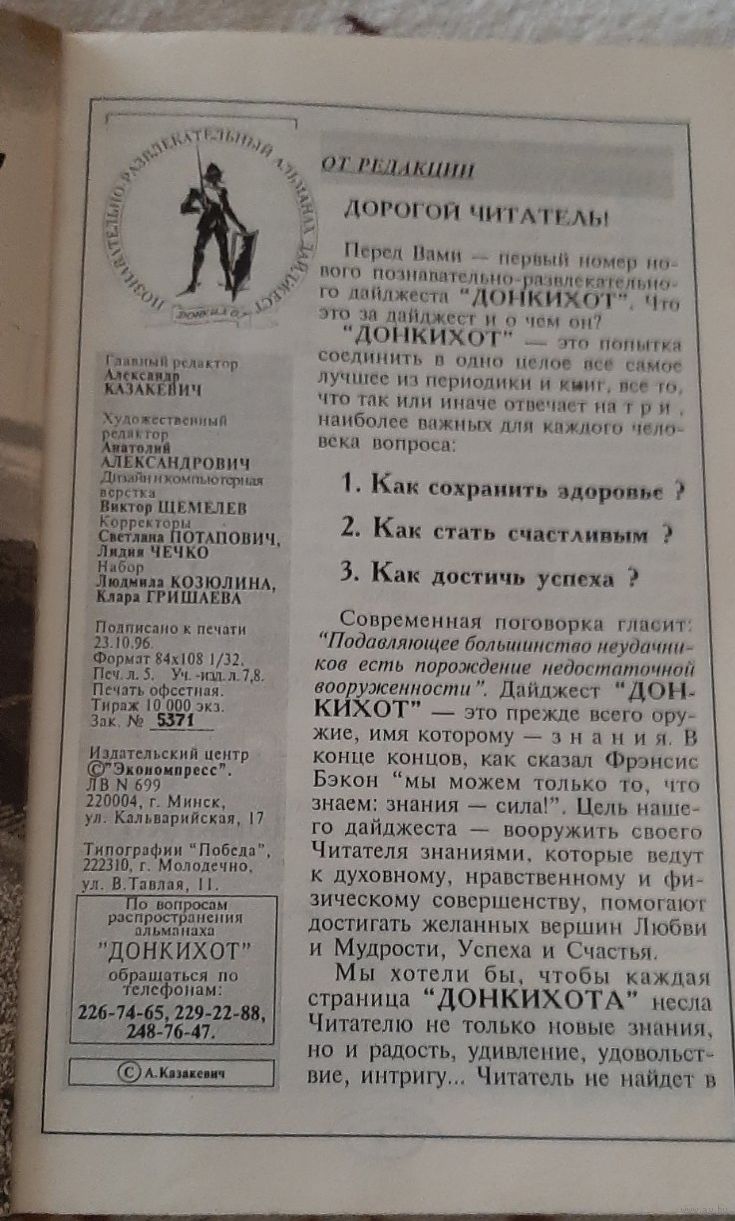 ПОЗНАВАТЕЛЬНО-РАЗВЛЕКАТЕЛЬНЫЙ АЛЬМАНАХ ДАЙДЖЕСТ
ДОНКИХОТ
Главный редактор
Александр
КАЗАКЕВИЧ
Художественный
редактор
Анатолий
АЛЕКСАНДРОВИЧ
Дизайн и компьютерная
верстка
Виктор ЩЕМЕЛЕВ
Корректоры
Светлана ПОТАПОВИЧ,
Лидия ЧЕЧКО
Набор
Людмила КОЗЮЛИНА,
Клара ГРИШАЕВА
Подписано к печати
23.10.96.
Формат 84х108 1/32.
Печ. л. 5. Уч. -изд. л. 7,8.
Печать офсетная.
Тираж 10 000 экз.
Зак. № 5371
Издательский центр
©"Экономпресс".
ЛВ N 699
220004, г. Минск,
ул. Кальварийская, 17
Типографии "Победа",
222310, г. Молодечно,
ул. В.Тавлая, 11.
По вопросам
распространения
альманаха
"ДОНКИХОТ"
обращаться по
телефонам:
226-74-65, 229-22-88,
248-76-47.
© А.Казакевич
ОТ РЕДАКЦИИ
ДОРОГОЙ ЧИТАТЕЛЬ!
Перед Вами — первый номер но-
вого познавательно-развлекательно-
го дайджеста "ДОНКИХОТ". Что
это за дайджест и о чем он?
"ДОНКИХОТ" — это попытка
соединить в одно целое все самое
лучшее из периодики и книг, все то,
что так или иначе отвечает на т р и ,
наиболее важных для каждого чело-
века вопроса:
1. Как сохранить здоровье ?
2. Как стать счастливым ?
3. Как достичь успеха ?
Современная поговорка гласит:
"Подавляющее большинство неудачни-
ков есть порождение недостаточной
вооруженности". Дайджест "ДОН-
КИХОТ" — это прежде всего ору-
жие, имя которому — з н а н и я. В
конце концов, как сказал Фрэнсис
Бэкон "мы можем только то, что
знаем: знания — сила!". Цель наше-
го дайджеста — вооружить своего
Читателя знаниями, которые ведут
к духовному, нравственному и фи-
зическому совершенству, помогают
достигать желанных вершин Любви
и Мудрости, Успеха и Счастья.
Мы хотели бы, чтобы каждая
страница "ДОНКИХОТА" несла
Читателю не только новые знания,
но и радость, удивление, удовольст-
вие, интригу... Читатель не найдет в